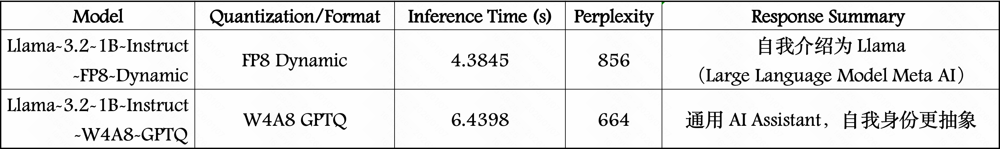 Model Quantization/Format Inference Time (s) Perplexity Response Summary
Llama~3.2~1B~Instruct
~FP8~Dynamic
FP8 Dynamic
4.3845
856
自我介绍为 Llama
（Large Language Model Meta AI）
Llama~3.2~1B~Instruct
~W4A8~GPTQ
W4A8 GPTQ
6.4398
664
通用 AI Assistant，自我身份更抽象